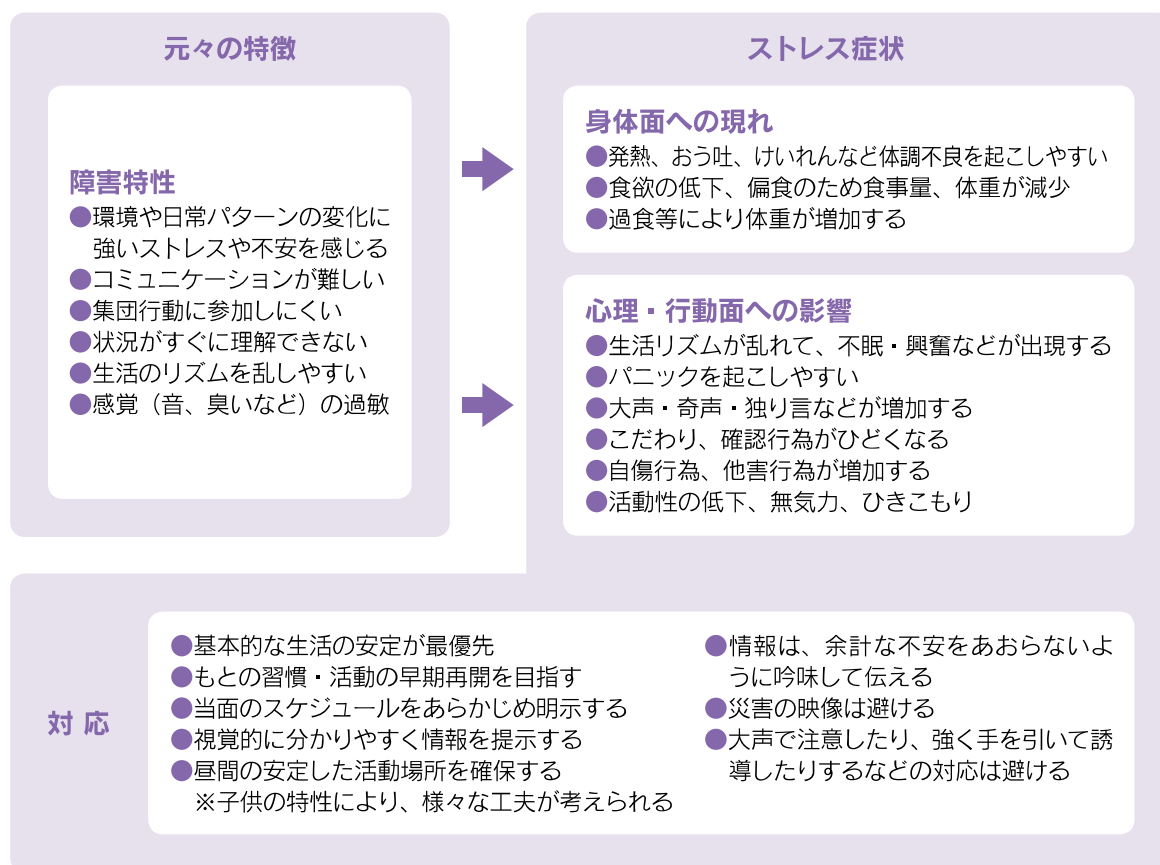 元々の特徴
障害特性
●環境や日常パターンの変化に
強いストレスや不安を感じる
●コミュニケーションが難しい
●集団行動に参加しにくい
●状況がすぐに理解できない
●生活のリズムを乱しやすい
●感覚（音、臭いなど）の過敏
ストレス症状
身体面への現れ
●発熱、おう吐、けいれんなど体調不良を起こしやすい
●食欲の低下、偏食のため食事量、体重が減少
●過食等により体重が増加する
心理・行動面への影響
●生活リズムが乱れて、不眠・興奮などが出現する
●パニックを起こしやすい
●大声・奇声・独り言などが増加する
●こだわり、確認行為がひどくなる
●自傷行為、他害行為が増加する
●活動性の低下、無気力、ひきこもり
対 応
●基本的な生活の安定が最優先
●もとの習慣・活動の早期再開を目指す
●当面のスケジュールをあらかじめ明示する
●視覚的に分かりやすく情報を提示する
●昼間の安定した活動場所を確保する
※子供の特性により、様々な工夫が考えられる
●情報は、余計な不安をあおらないよ
うに吟味して伝える
●災害の映像は避ける
●大声で注意したり、強く手を引いて誘
導したりするなどの対応は避ける